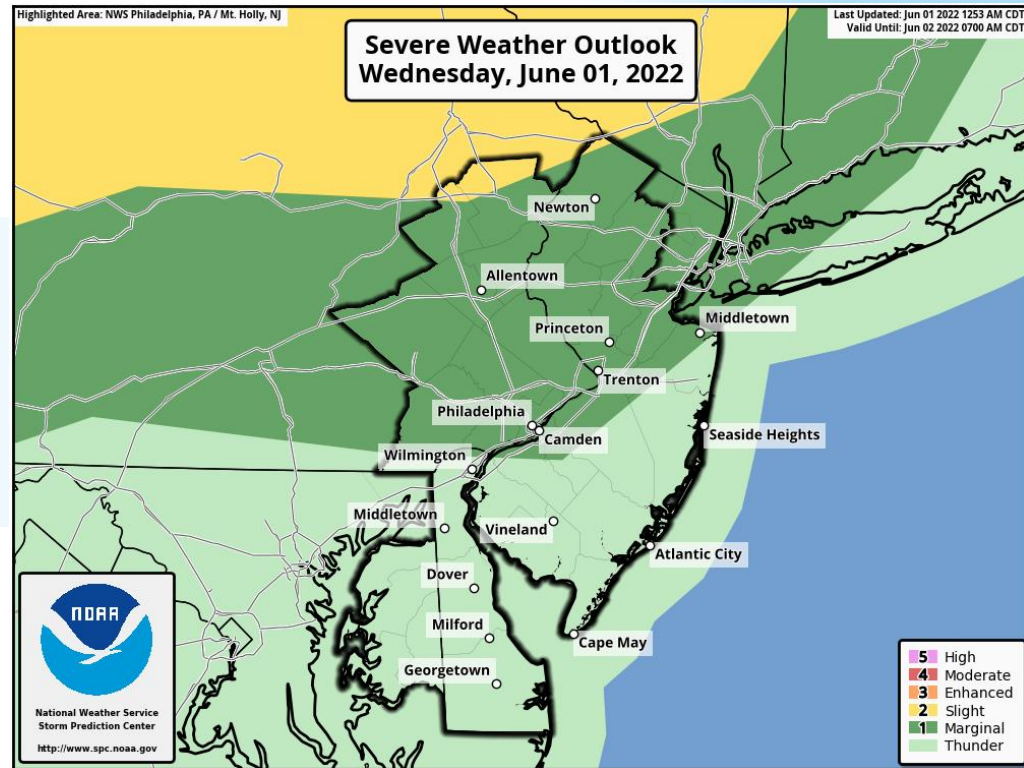 Highlighted Area: NWS Philadelphia, PA / Mt. Holly, NJ
Last Updated: Jun 01 2022 1253 AM CDT
Valid Until: Jun 02 2022 0700 AM CDT
Severe Weather Outlook
Wednesday, June 01, 2022
Newton
Allentown
Middletown
Princeton
Trenton
Philadelphia
Camden
Seaside Heights
Wilmington
Middletown
Vineland
Atlantic City
Dover
Milford
Cape May
Georgetown
NOAA
National Weather Service
Storm Prediction Center
http://www.spc.noaa.gov
5 High
4 Moderate
3 Enhanced
2 Slight
1 Marginal
Thunder